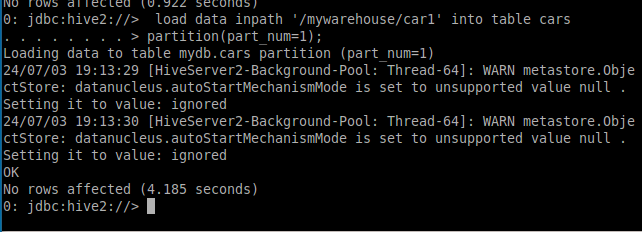 No rows affected (0.922 seconds)
0: jdbc:hive2://>  load data inpath '/mywarehouse/car1' into table cars
. . . . . . . . > partition(part_num=1);
Loading data to table mydb.cars partition (part_num=1)
24/07/03 19:13:29 [HiveServer2-Background-Pool: Thread-64]: WARN metastore.Obje
ctStore: datanucleus.autoStartMechanismMode is set to unsupported value null .
Setting it to value: ignored
24/07/03 19:13:30 [HiveServer2-Background-Pool: Thread-64]: WARN metastore.Obje
ctStore: datanucleus.autoStartMechanismMode is set to unsupported value null .
Setting it to value: ignored
OK
No rows affected (4.185 seconds)
0: jdbc:hive2://>